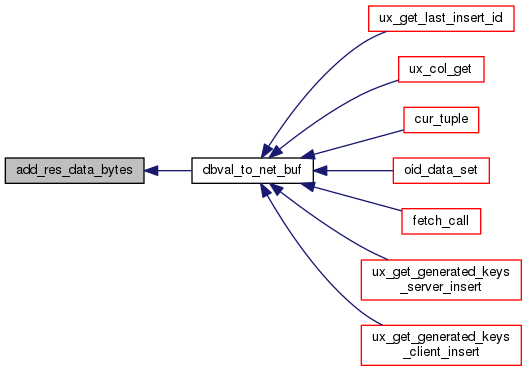 ux_get_last_insert_id
ux_col_get
cur_tuple
add_res_data_bytes
dbval_to_net_buf
oid_data_set
fetch_call
ux_get_generated_keys
_server_insert
ux_get_generated_keys
_client_insert